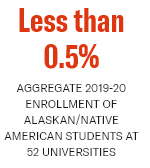 Less than
0.5%
AGGREGATE 2019-20
ENROLLMENT OF
ALASKAN/NATIVE
AMERICAN STUDENTS AT
52 UNIVERSITIES